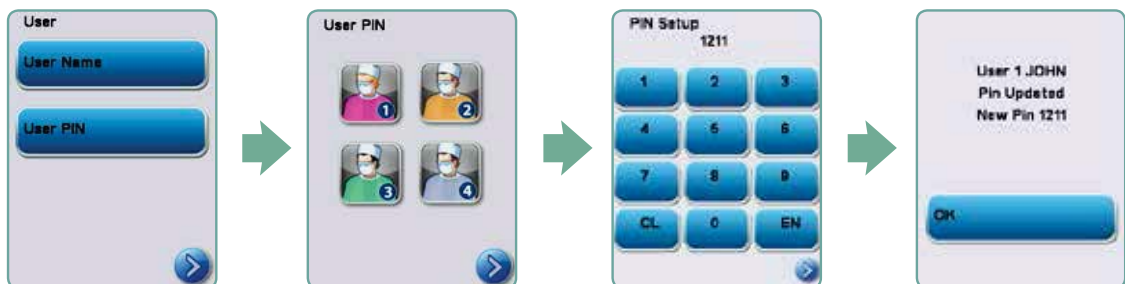 User
User Name
User PIN
User PIN
1
2
3
4
PIN Setup
1211
1 2 3
4 5 6
7 8 9
CL 0 EN
User 1 JOHN
Pin Updated
New Pin 1211
OK